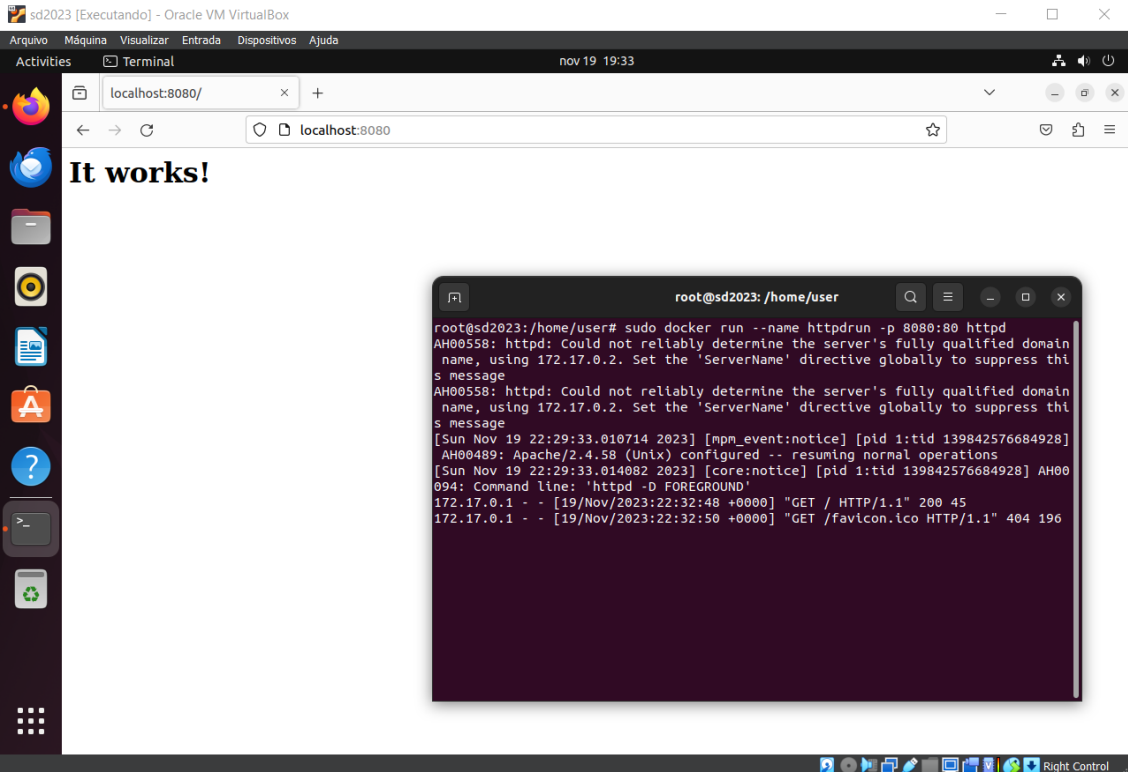 sd2023 [Executando] - Oracle VM VirtualBox
Arquivo Máquina Visualizar Entrada Dispositivos Ajuda
Activities Terminal nov 19 19:33
localhost:8080/
localhost:8080
It works!
root@sd2023: /home/user
root@sd2023:/home/user# sudo docker run --name httpdrun -p 8080:80 httpd
AH00558: httpd: Could not reliably determine the server's fully qualified domain
 name, using 172.17.0.2. Set the 'ServerName' directive globally to suppress thi
s message
AH00558: httpd: Could not reliably determine the server's fully qualified domain
 name, using 172.17.0.2. Set the 'ServerName' directive globally to suppress thi
s message
[Sun Nov 19 22:29:33.010714 2023] [mpm_event:notice] [pid 1:tid 139842576684928]
 AH00489: Apache/2.4.58 (Unix) configured -- resuming normal operations
[Sun Nov 19 22:29:33.014082 2023] [core:notice] [pid 1:tid 139842576684928] AH00
094: Command line: 'httpd -D FOREGROUND'
172.17.0.1 - - [19/Nov/2023:22:32:48 +0000] "GET / HTTP/1.1" 200 45
172.17.0.1 - - [19/Nov/2023:22:32:50 +0000] "GET /favicon.ico HTTP/1.1" 404 196
Right Control